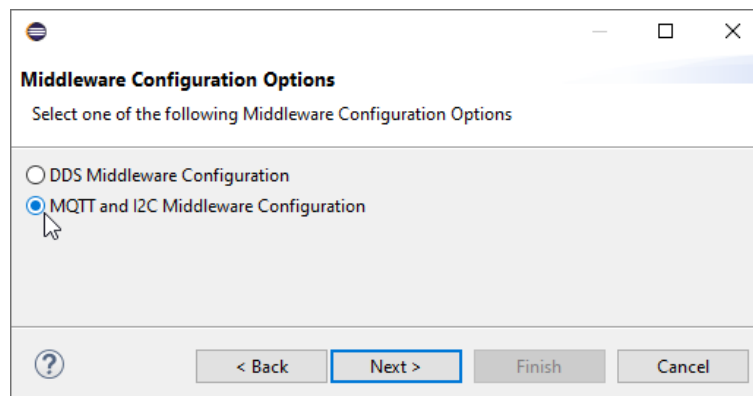 Middleware Configuration Options
Select one of the following Middleware Configuration Options
DDS Middleware Configuration
MQTT and I2C Middleware Configuration
?
< Back
Next >
Finish
Cancel